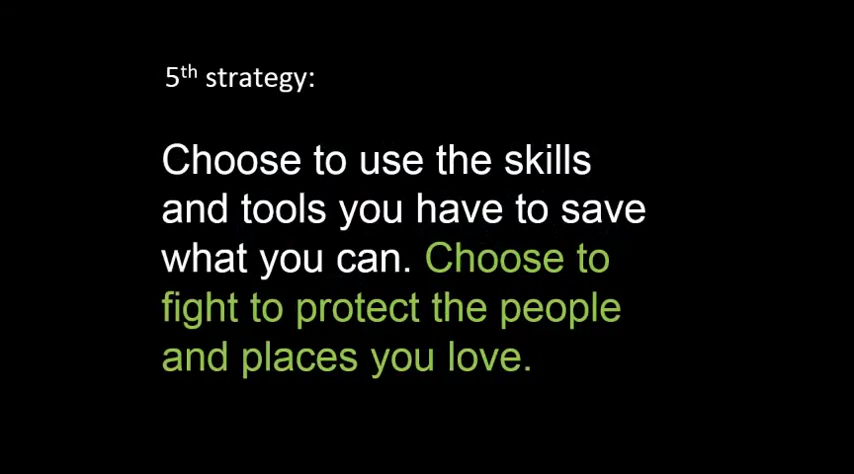 5th strategy:
Choose to use the skills
and tools you have to save
what you can. Choose to
fight to protect the people
and places you love.